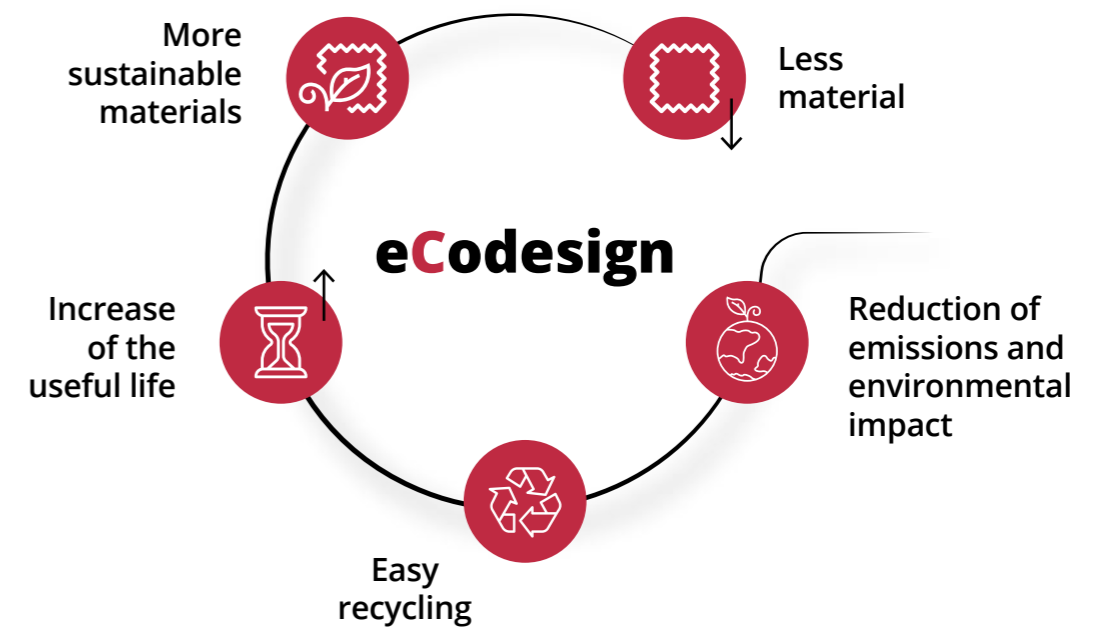 More
sustainable
materials
Less
material
eCodesign
Increase
of the
useful life
Reduction of
emissions and
environmental
impact
Easy
recycling